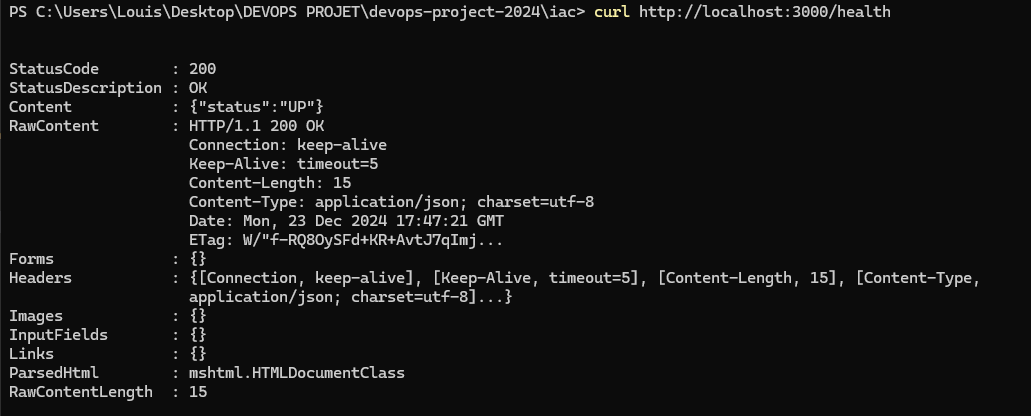 PS C:\Users\Louis\Desktop\DEVOPS PROJET\devops-project-2024\iac> curl http://localhost:3000/health
StatusCode : 200
StatusDescription : OK
Content : {"status":"UP"}
RawContent : HTTP/1.1 200 OK
Connection: keep-alive
Keep-Alive: timeout=5
Content-Length: 15
Content-Type: application/json; charset=utf-8
Date: Mon, 23 Dec 2024 17:47:21 GMT
ETag: W/"f-RQ8OySFd+KR+AvtJ7qImj...
Forms : {}
Headers : {[Connection, keep-alive], [Keep-Alive, timeout=5], [Content-Length, 15], [Content-Type,
application/json; charset=utf-8]...}
Images : {}
InputFields : {}
Links : {}
ParsedHtml : mshtml.HTMLDocumentClass
RawContentLength : 15